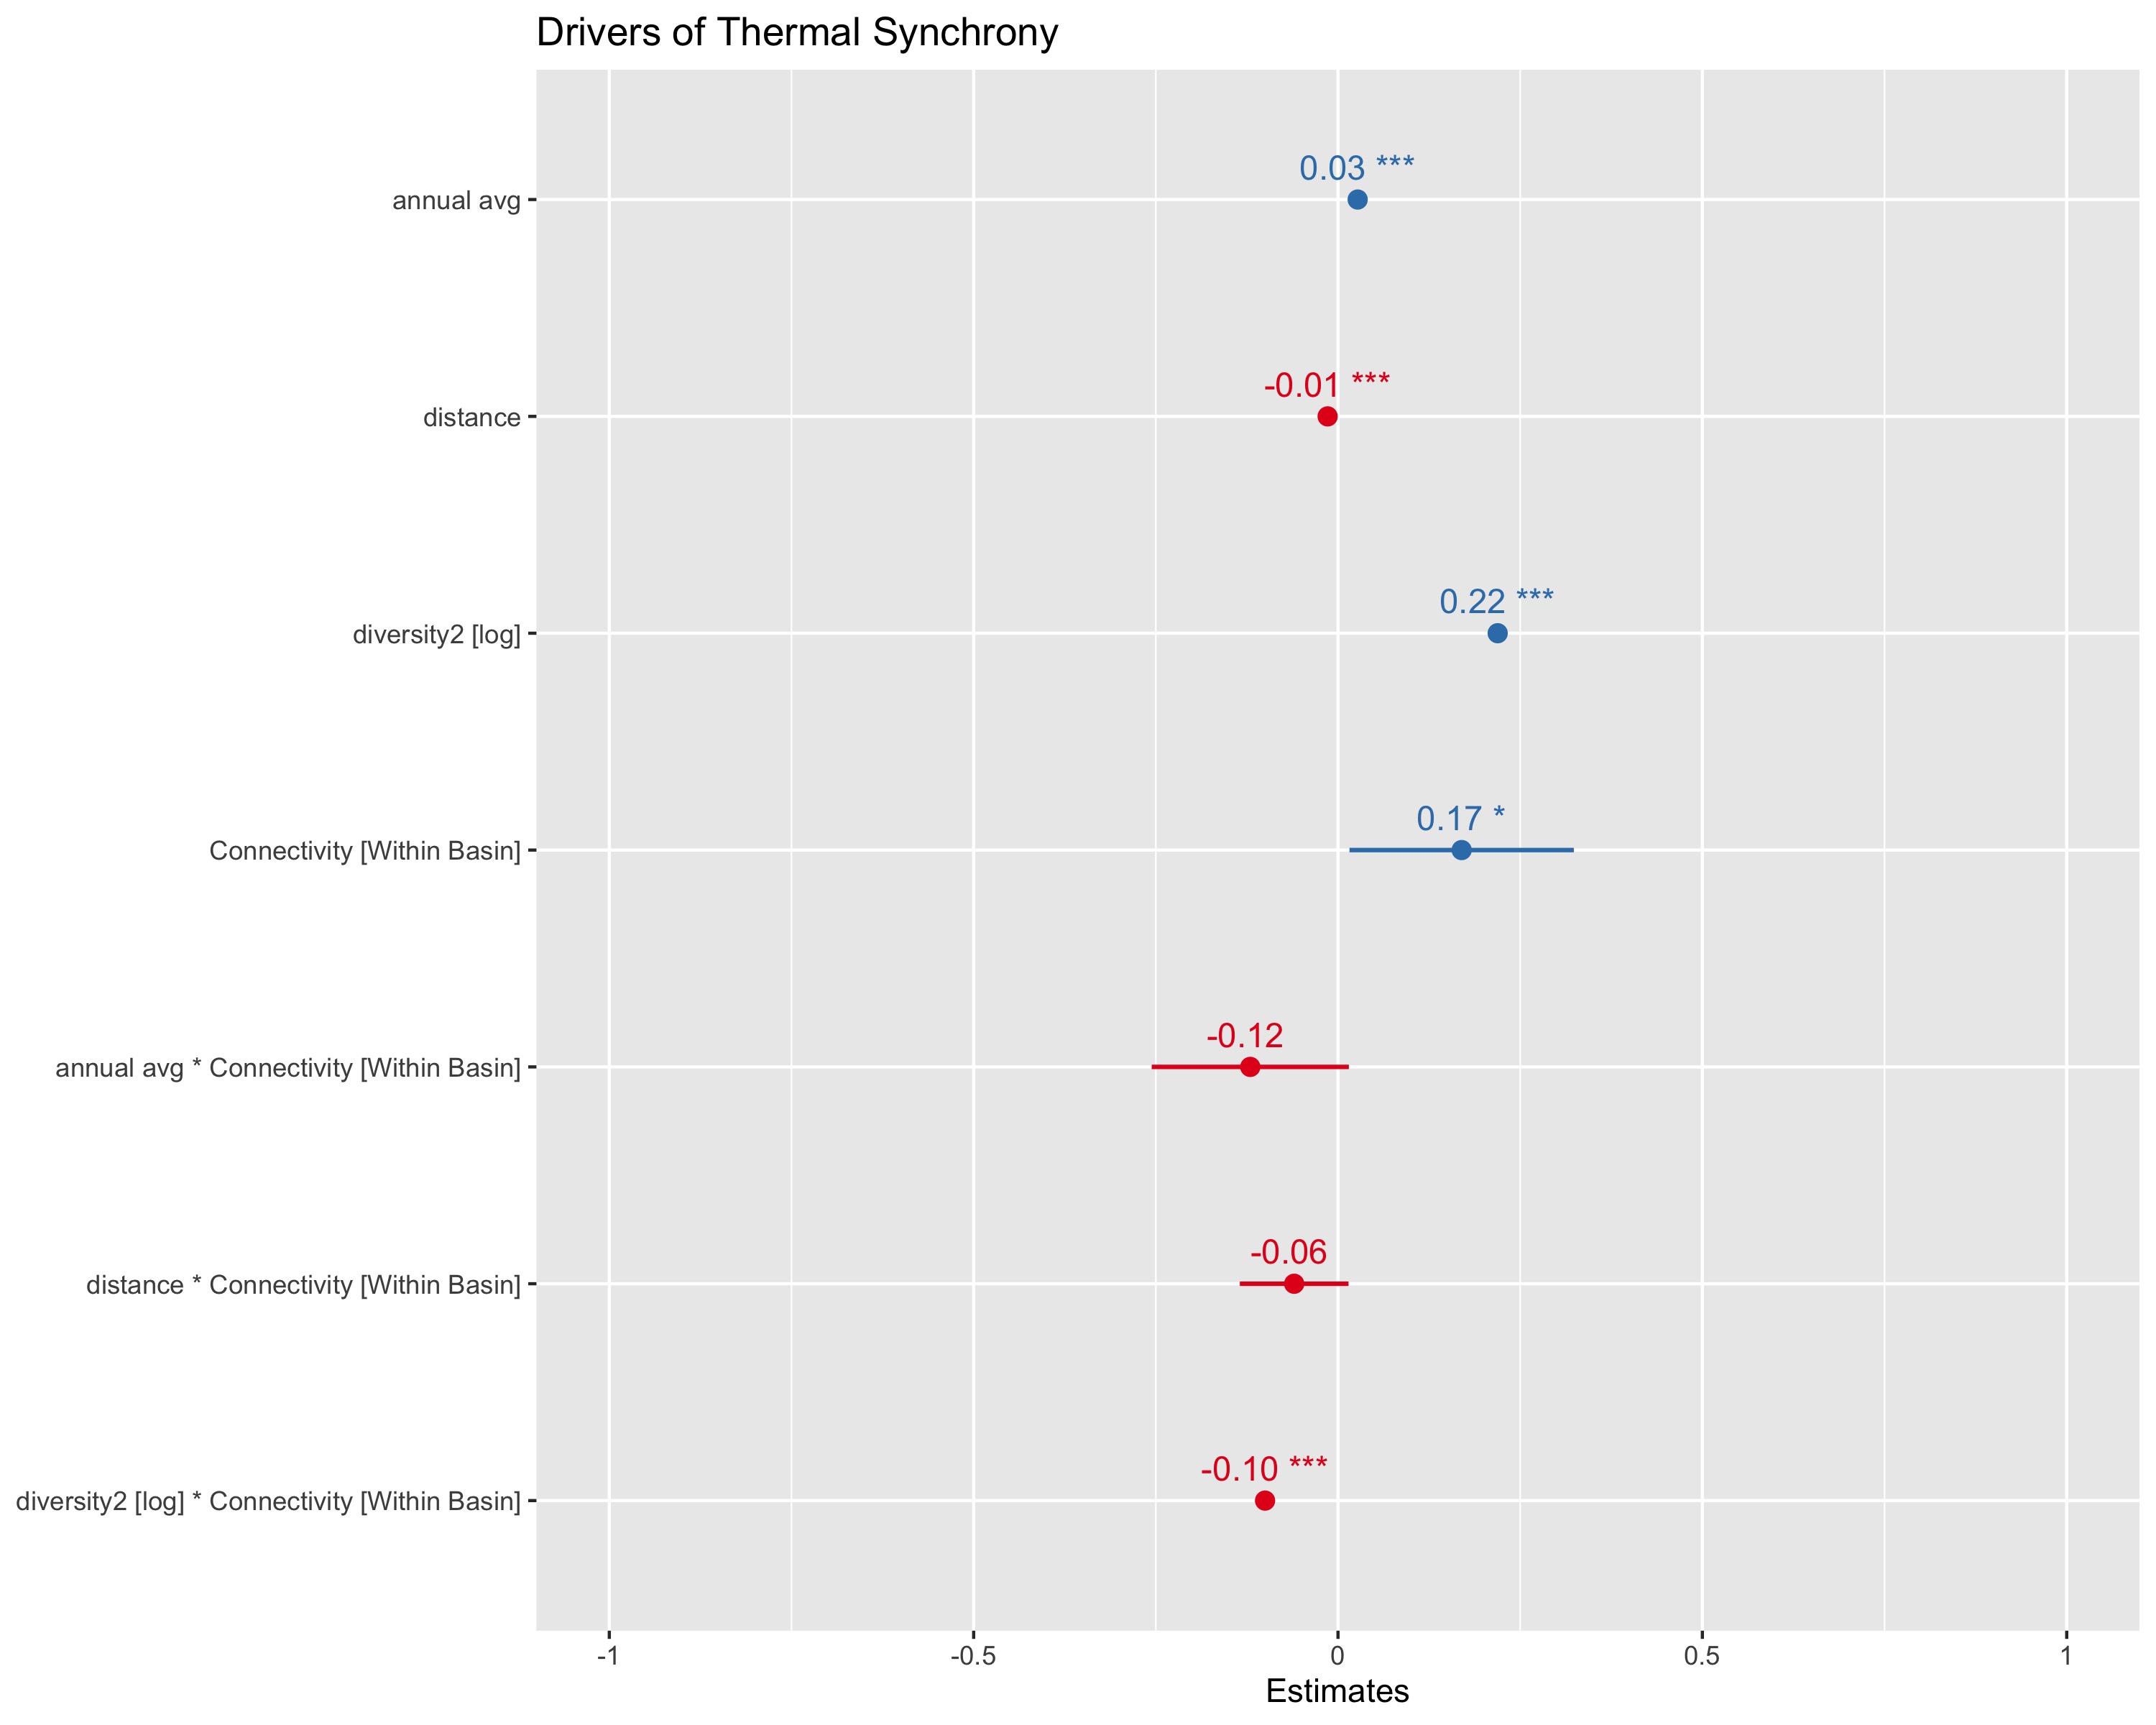 Drivers of Thermal Synchrony
annual avg
0.03 ***
distance
-0.01 ***
diversity2 [log]
0.22 ***
Connectivity [Within Basin]
0.17 *
annual avg * Connectivity [Within Basin]
-0.12
distance * Connectivity [Within Basin]
-0.06
diversity2 [log] * Connectivity [Within Basin]
-0.10 ***
-1 -0.5 0 0.5 1
Estimates